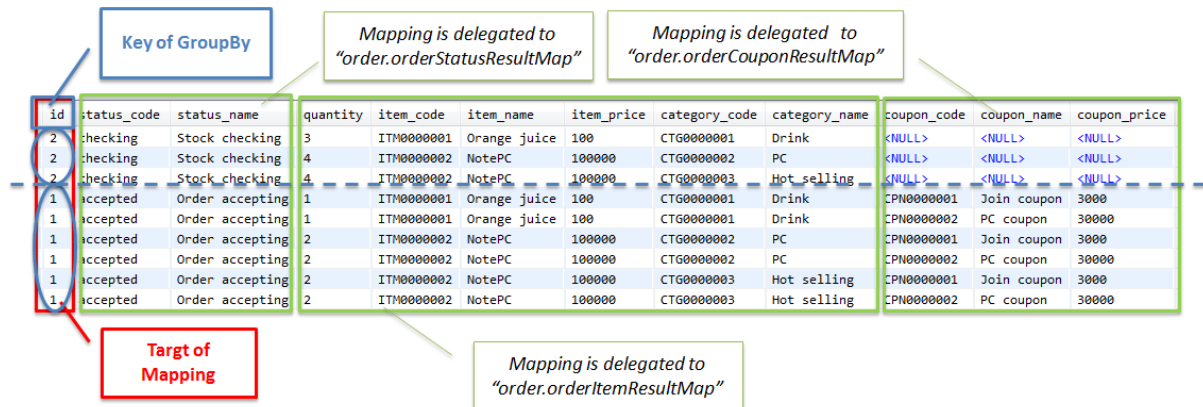 Key of GroupBy
Mapping is delegated to
“order.orderStatusResultMap”
Mapping is delegated  to
“order.orderCouponResultMap”
id status_code status_name quantity item_code item_name item_price category_code category_name coupon_code coupon_name coupon_price
2 checking Stock checking 3 ITM0000001 Orange juice 100 CTG0000001 Drink <NULL> <NULL> <NULL>
2 checking Stock checking 4 ITM0000002 NotePC 100000 CTG0000002 PC <NULL> <NULL> <NULL>
2 checking Stock checking 4 ITM0000002 NotePC 100000 CTG0000003 Hot selling <NULL> <NULL> <NULL>
1 accepted Order accepting 1 ITM0000001 Orange juice 100 CTG0000001 Drink CPN0000001 Join coupon 3000
1 accepted Order accepting 1 ITM0000001 Orange juice 100 CTG0000001 Drink CPN0000002 PC coupon 30000
1 accepted Order accepting 2 ITM0000002 NotePC 100000 CTG0000002 PC CPN0000001 Join coupon 3000
1 accepted Order accepting 2 ITM0000002 NotePC 100000 CTG0000002 PC CPN0000002 PC coupon 30000
1 accepted Order accepting 2 ITM0000002 NotePC 100000 CTG0000003 Hot selling CPN0000001 Join coupon 3000
1 accepted Order accepting 2 ITM0000002 NotePC 100000 CTG0000003 Hot selling CPN0000002 PC coupon 30000
Targt of
Mapping
Mapping is delegated to
“order.orderItemResultMap”